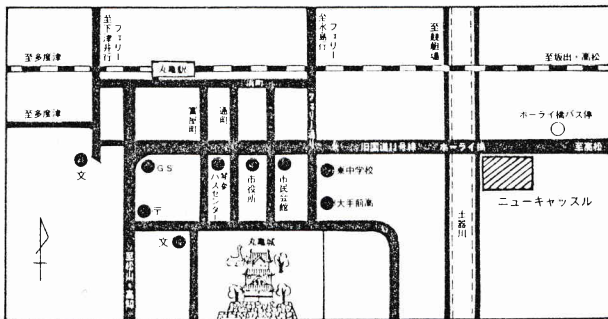 至下津井行
フェリー
至水島行
フェリー
至競艇場
至多度津
丸亀駅
至坂出・高松
至多度津
富屋町
通町
ホーライ橋バス停
旧国道11号線
ホーライ橋
至高松
文
GS
バスセンター
市役所
市民会館
東中学校
大手前高
ニューキャッスル
〒
文
丸亀城
土器川